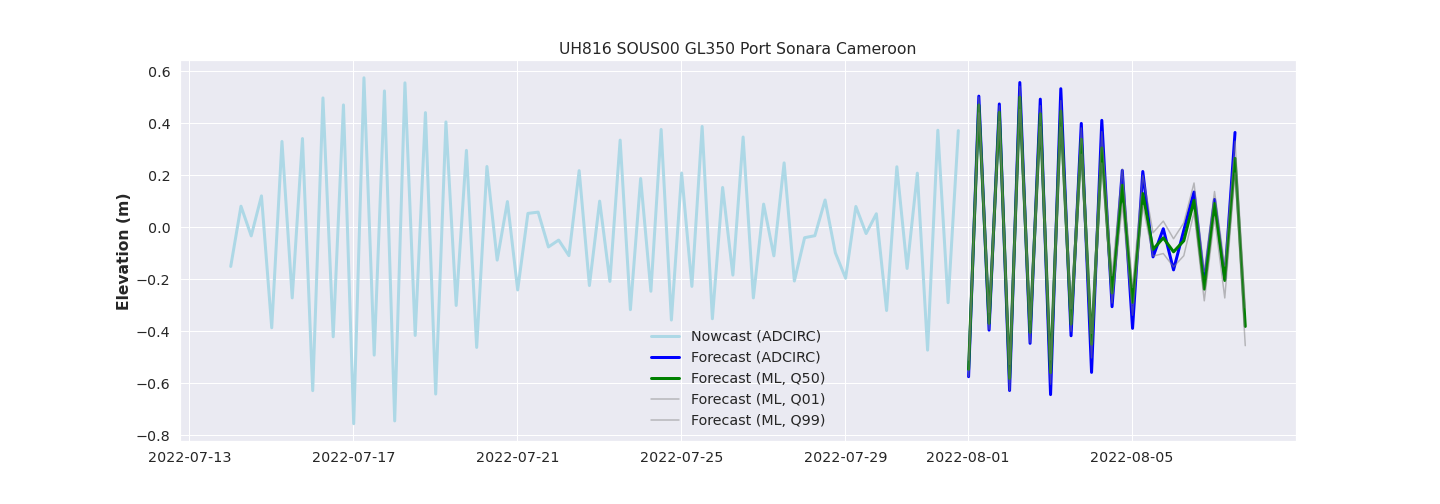 UH816 SOUS00 GL350 Port Sonara Cameroon
Elevation (m)
0.6
0.4
0.2
0.0
−0.2
−0.4
−0.6
−0.8
Nowcast (ADCIRC)
Forecast (ADCIRC)
Forecast (ML, Q50)
Forecast (ML, Q01)
Forecast (ML, Q99)
2022-07-13 2022-07-17 2022-07-21 2022-07-25 2022-07-29 2022-08-01 2022-08-05